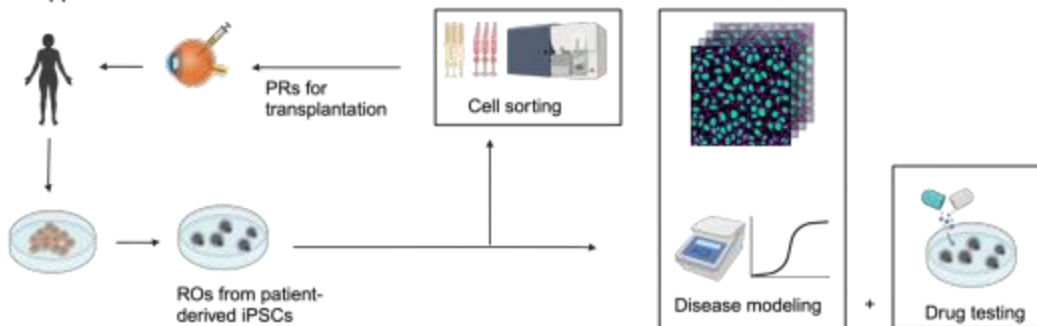 PRs for
transplantation
Cell sorting
ROs from patient-
derived iPSCs
Disease modeling
+
Drug testing